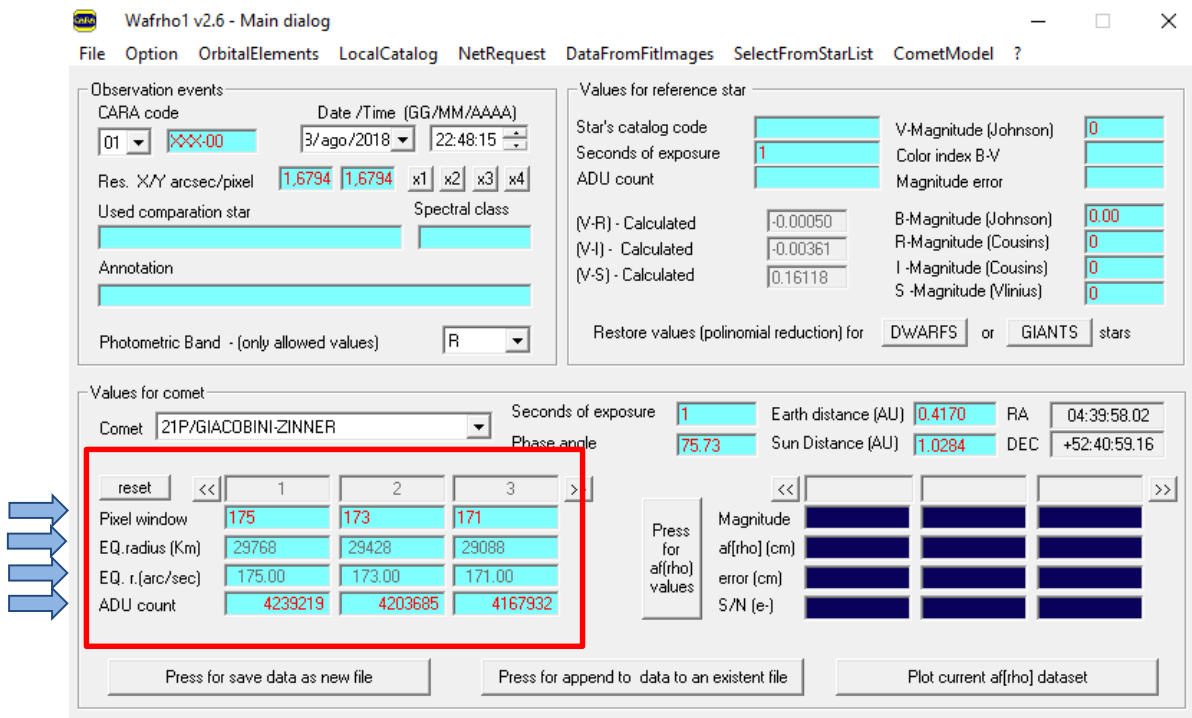 CARA Wafrho1 v2.6 - Main dialog
File Option OrbitalElements LocalCatalog NetRequest DataFromFitImages SelectFromStarList CometModel ?
Observation events
CARA code Date /Time (GG/MM/AAAA)
01 XXX-00 3/ago/2018 22:48:15
Res. X/Y arcsec/pixel 1,6794 1,6794 x1 x2 x3 x4
Used comparation star Spectral class
Annotation
Photometric Band - (only allowed values) R
Values for reference star
Star's catalog code
Seconds of exposure 1
ADU count
V-Magnitude (Johnson) 0
Color index B-V
Magnitude error
(V-R) - Calculated -0.00050
(V-I) - Calculated -0.00361
(V-S) - Calculated 0.16118
B-Magnitude (Johnson) 0.00
R-Magnitude (Cousins) 0
I -Magnitude (Cousins) 0
S -Magnitude (Vlinius) 0
Restore values (polinomial reduction) for DWARFS or GIANTS stars
Values for comet
Comet 21P/GIACOBINI-ZINNER
Seconds of exposure 1 Earth distance (AU) 0.4170 RA 04:39:58.02
Phase angle 75.73 Sun Distance (AU) 1.0284 DEC +52:40:59.16
reset << 1 2 3 >>
Pixel window 175 173 171
EQ.radius (Km) 29768 29428 29088
EQ. r.(arc/sec) 175.00 173.00 171.00
ADU count 4239219 4203685 4167932
Press
for
af(rho)
values
<< >>
Magnitude
af[rho] (cm)
error (cm)
S/N (e-)
Press for save data as new file Press for append to data to an existent file Plot current af[rho] dataset